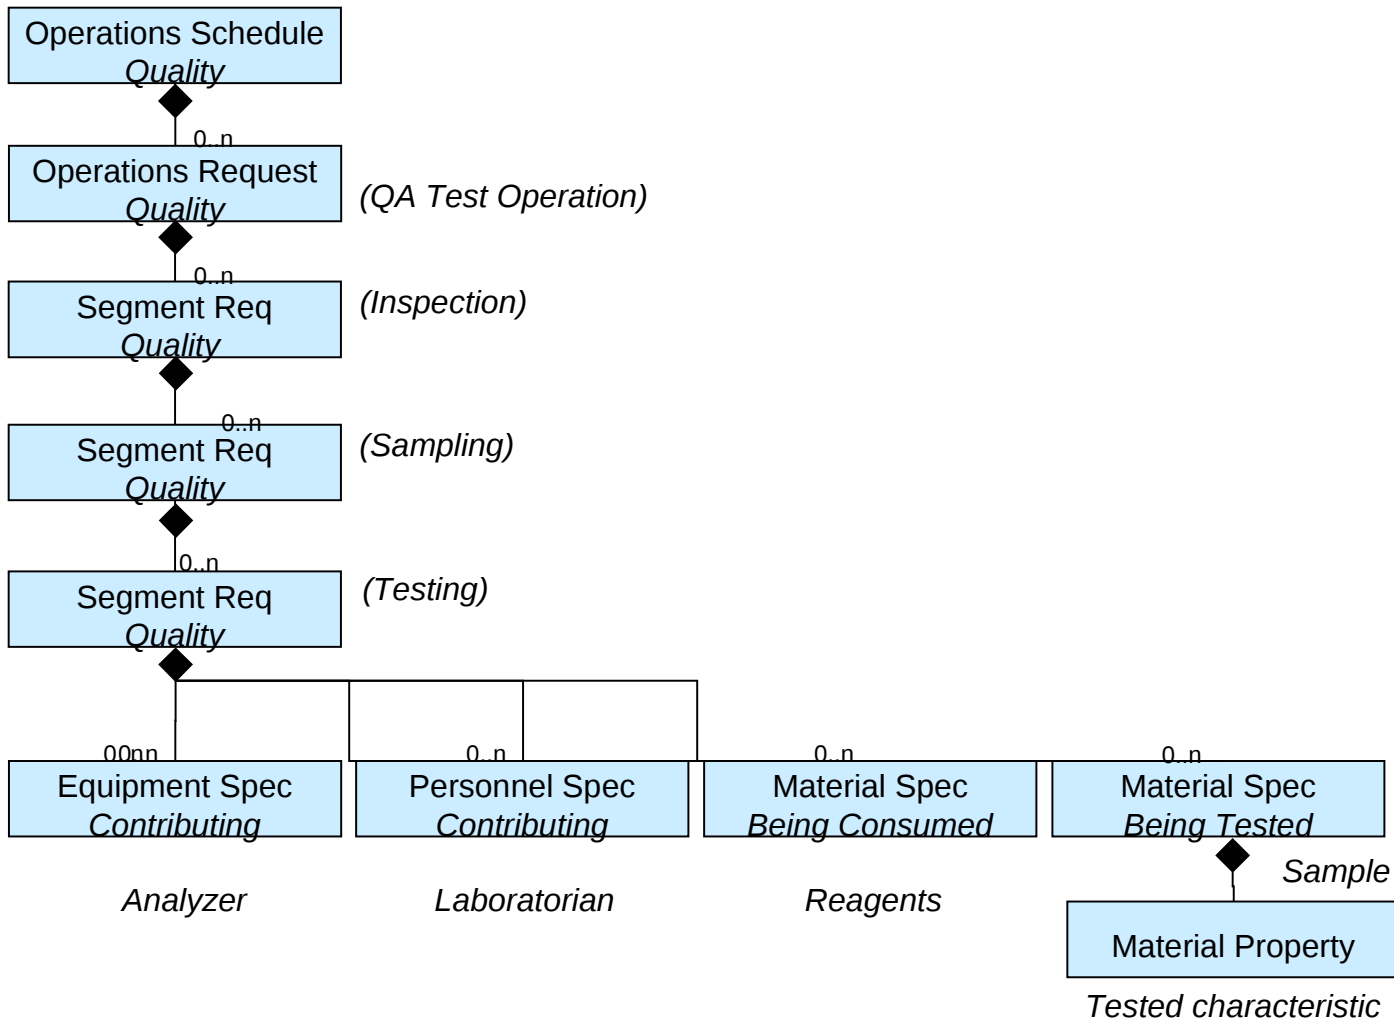 Operations Schedule
Quality
0..n
Operations Request
Quality
(QA Test Operation)
0..n
Segment Req
Quality
(Inspection)
0..n
Segment Req
Quality
(Sampling)
0..n
Segment Req
Quality
(Testing)
0..n
0..n
0..n
Equipment Spec
Contributing
Personnel Spec
Contributing
Material Spec
Being Consumed
Material Spec
Being Tested
Sample
Analyzer
Laboratorian
Reagents
Material Property
Tested characteristic